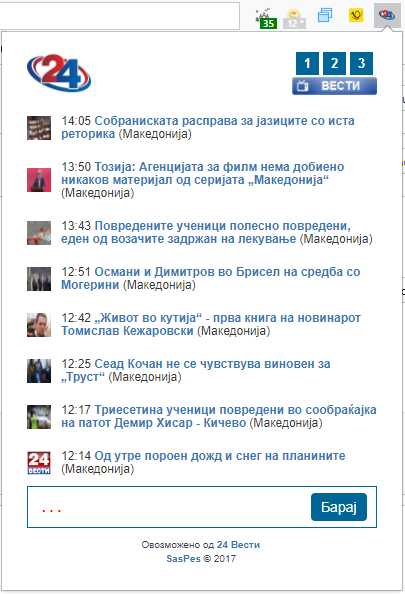 35
12°
24
1 2 3
ВЕСТИ
14:05 Собраниската расправа за јазиците со иста
реторика (Македонија)
13:50 Тозија: Агенцијата за филм нема добиено
никаков материјал од серијата „Македонија“
(Македонија)
13:43 Повредените ученици полесно повредени,
еден од возачите задржан на лекување (Македонија)
12:51 Османи и Димитров во Брисел на средба со
Могерини (Македонија)
12:42 „Живот во кутија“ - прва книга на новинарот
Томислав Кежаровски (Македонија)
12:25 Сеад Кочан не се чувствува виновен за
„Труст“ (Македонија)
12:17 Триесетина ученици повредени во сообраќајка
на патот Демир Хисар - Кичево (Македонија)
24
ВЕСТИ
12:14 Од утре пороен дожд и снег на планините
(Македонија)
...
Барај
Овозможено од 24 Вести
SasPes © 2017